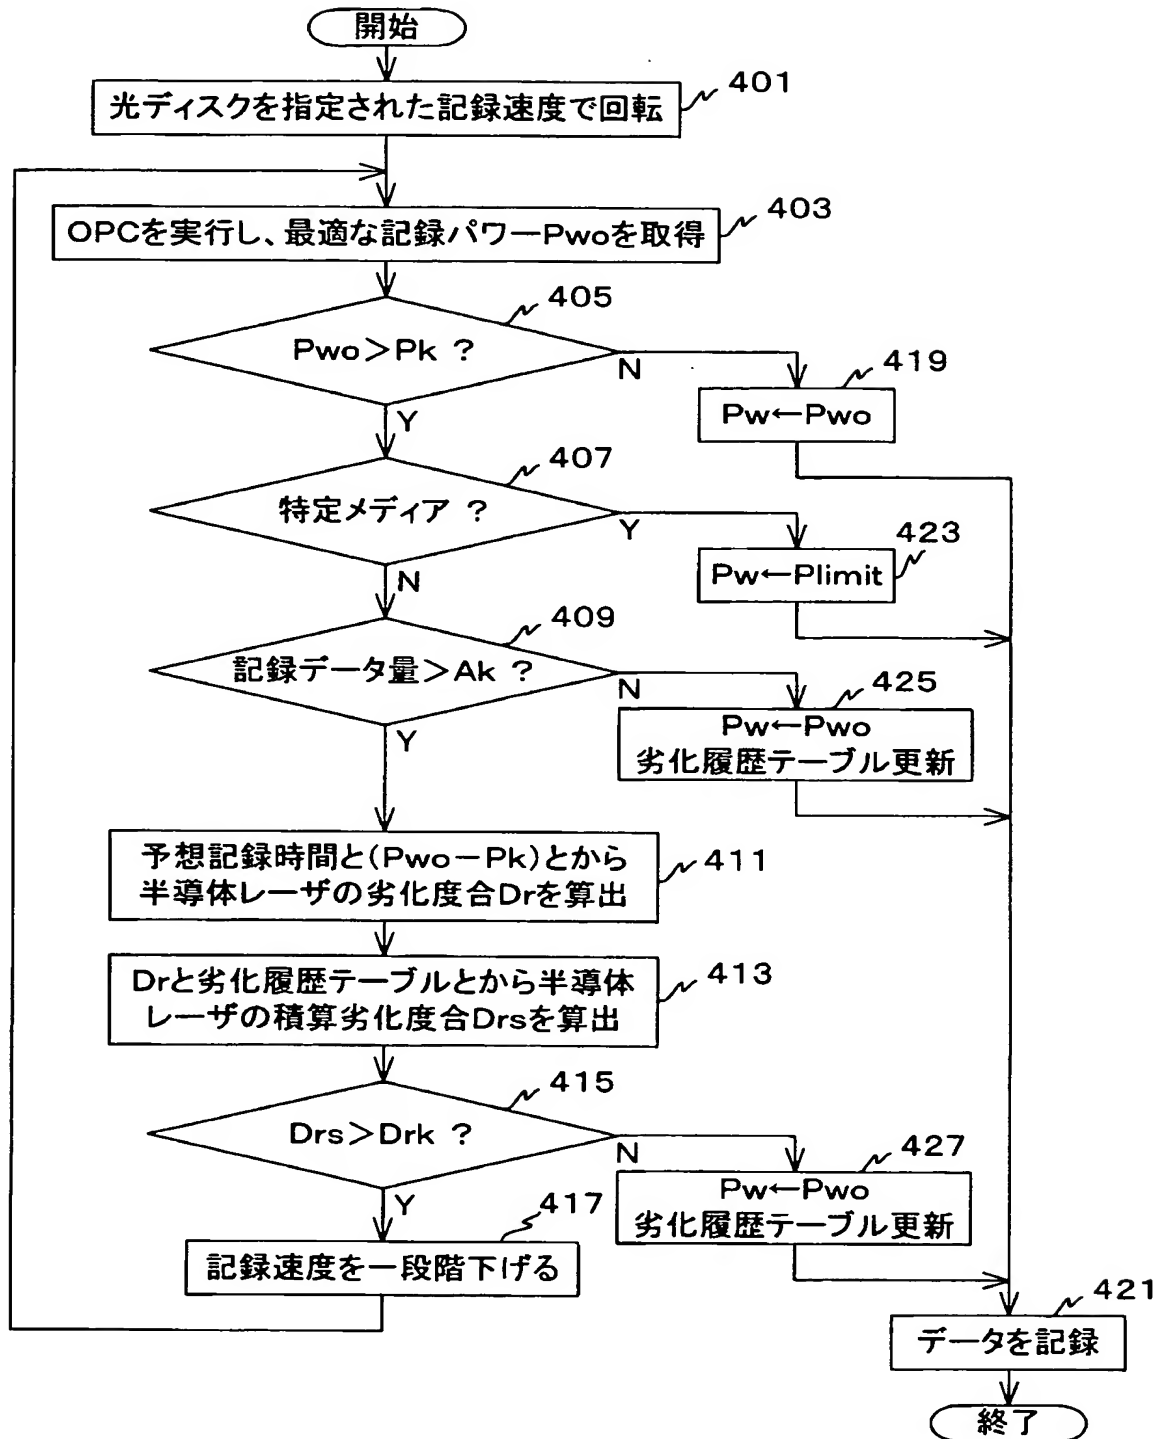 開始
401
光ディスクを指定された記録速度で回転
403
OPCを実行し、最適な記録パワーPwoを取得
405
Pwo>Pk ?
N
Y
419
Pw←Pwo
407
特定メディア ?
Y
N
423
Pw←Plimit
409
記録データ量>Ak ?
N
Y
425
Pw←Pwo
劣化履歴テーブル更新
予想記録時間と(Pwo-Pk)とから
半導体レーザの劣化度合Drを算出
411
Drと劣化履歴テーブルとから半導体
レーザの積算劣化度合Drsを算出
413
415
Drs>Drk ?
N
Y
427
Pw←Pwo
劣化履歴テーブル更新
417
記録速度を一段階下げる
421
データを記録
終了